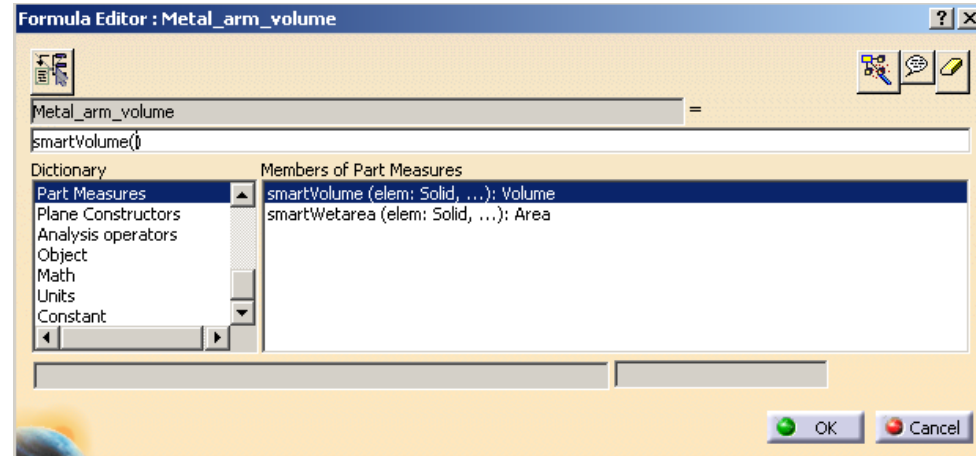 Formula Editor : Metal_arm_volume
Metal_arm_volume =
smartVolume()
Dictionary Members of Part Measures
Part Measures smartVolume (elem: Solid, ...): Volume
Plane Constructors smartWetarea (elem: Solid, ...): Area
Analysis operators
Object
Math
Units
Constant
OK Cancel